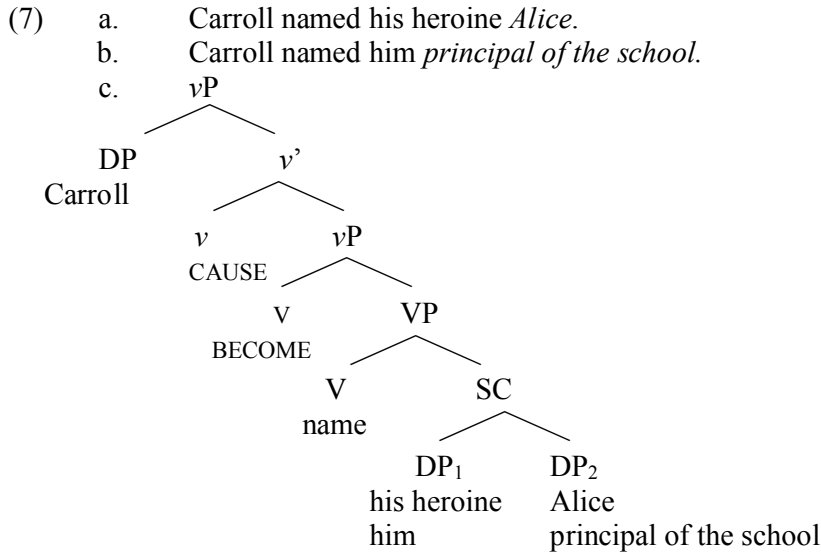 (7) a. Carroll named his heroine Alice.
b. Carroll named him principal of the school.
c. vP
DP v’
Carroll
v vP
CAUSE
V VP
BECOME
V SC
name
DP1 DP2
his heroine Alice
him principal of the school